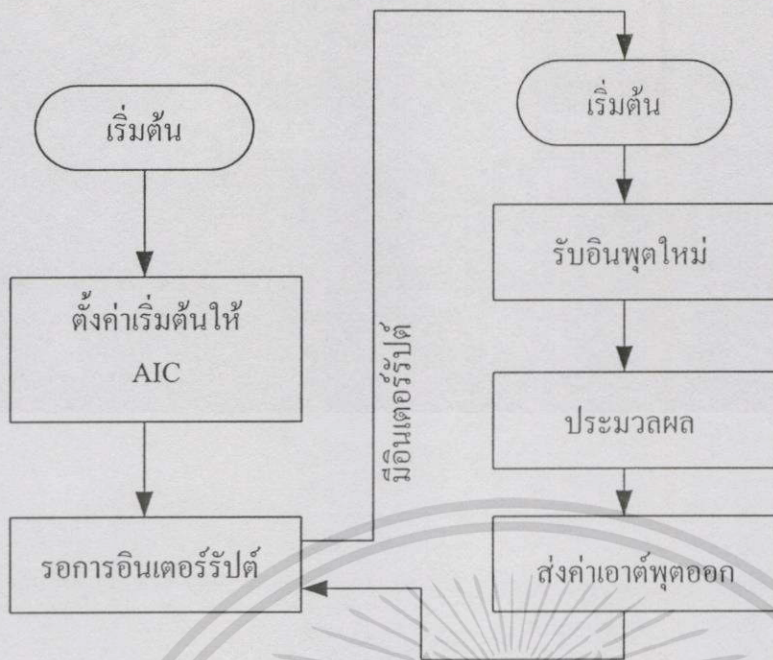 เริ่มต้น
ตั้งค่าเริ่มต้นให้
AIC
รอการอินเตอร์รัปต์
มีอินเตอร์รัปต์
เริ่มต้น
รับอินพุตใหม่
ประมวลผล
ส่งค่าเอาต์พุตออก